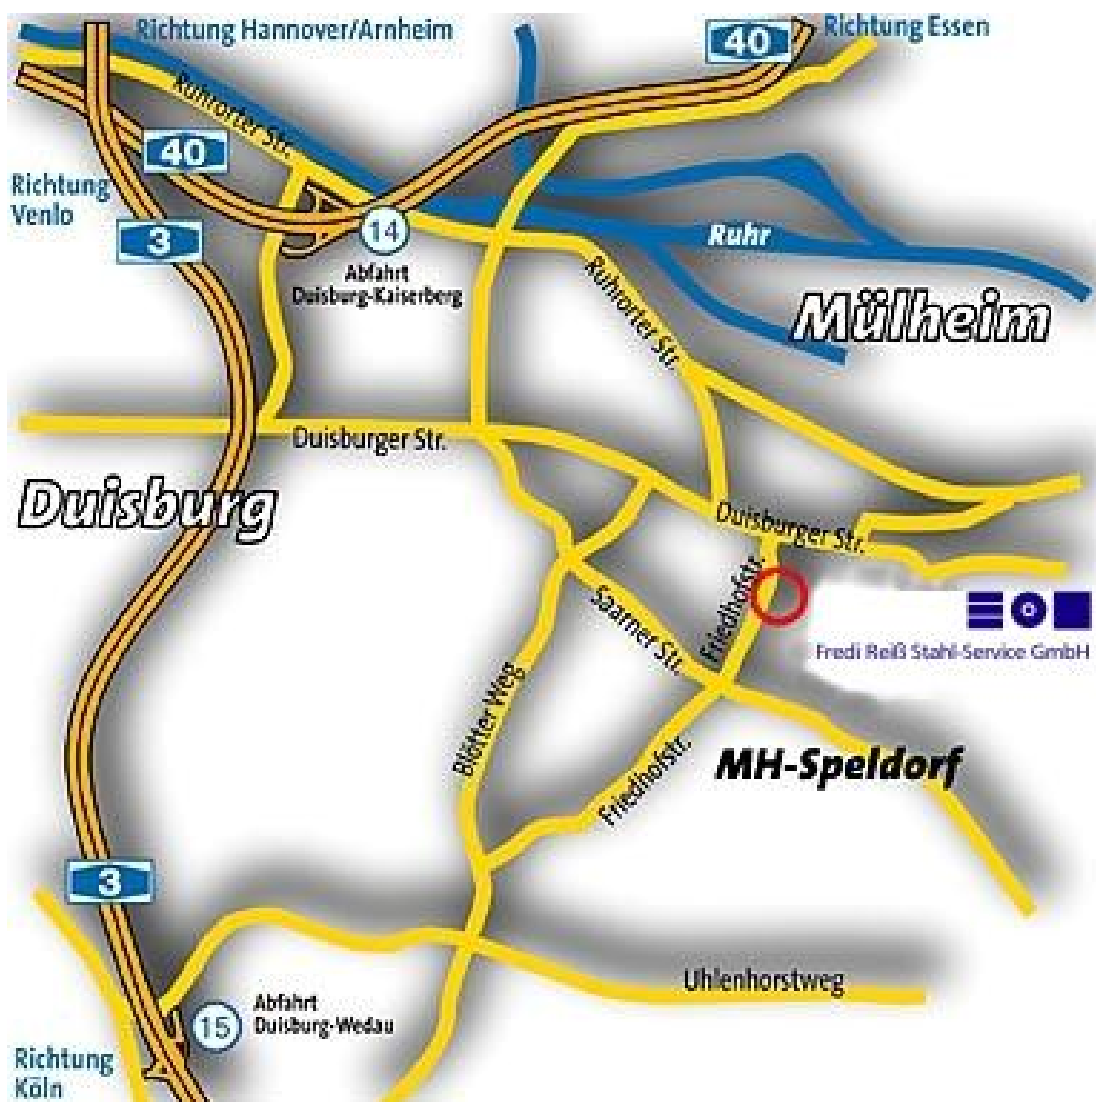 Richtung Hannover/Arnheim
40
Richtung Essen
Ruhrorter Str.
40
Richtung
Venlo
3
14
Abfahrt
Duisburg-Kaiserberg
Ruhr
Ruhrorter Str.
Mülheim
Duisburger Str.
Duisburg
Duisburger Str.
Friedhofstr.
Saarner Str.
Fredi Reiß Stahl-Service GmbH
Blötter Weg
Friedhofstr.
MH-Speldorf
3
Uhlenhorstweg
15
Abfahrt
Duisburg-Wedau
Richtung
Köln